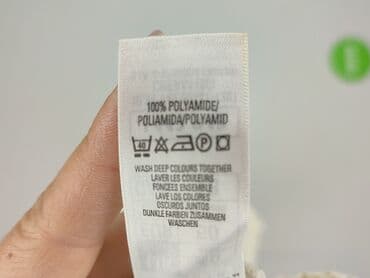 100% POLYAMIDE/
POLIAMIDA/POLYAMID
40 P
WASH DEEP COLOURS TOGETHER
LAVER LES COULEURS
FONCEES ENSEMBLE
LAVE LOS COLORES
OSCUROS JUNTOS
DUNKLE FARBEN ZUSAMMEN
WASCHEN